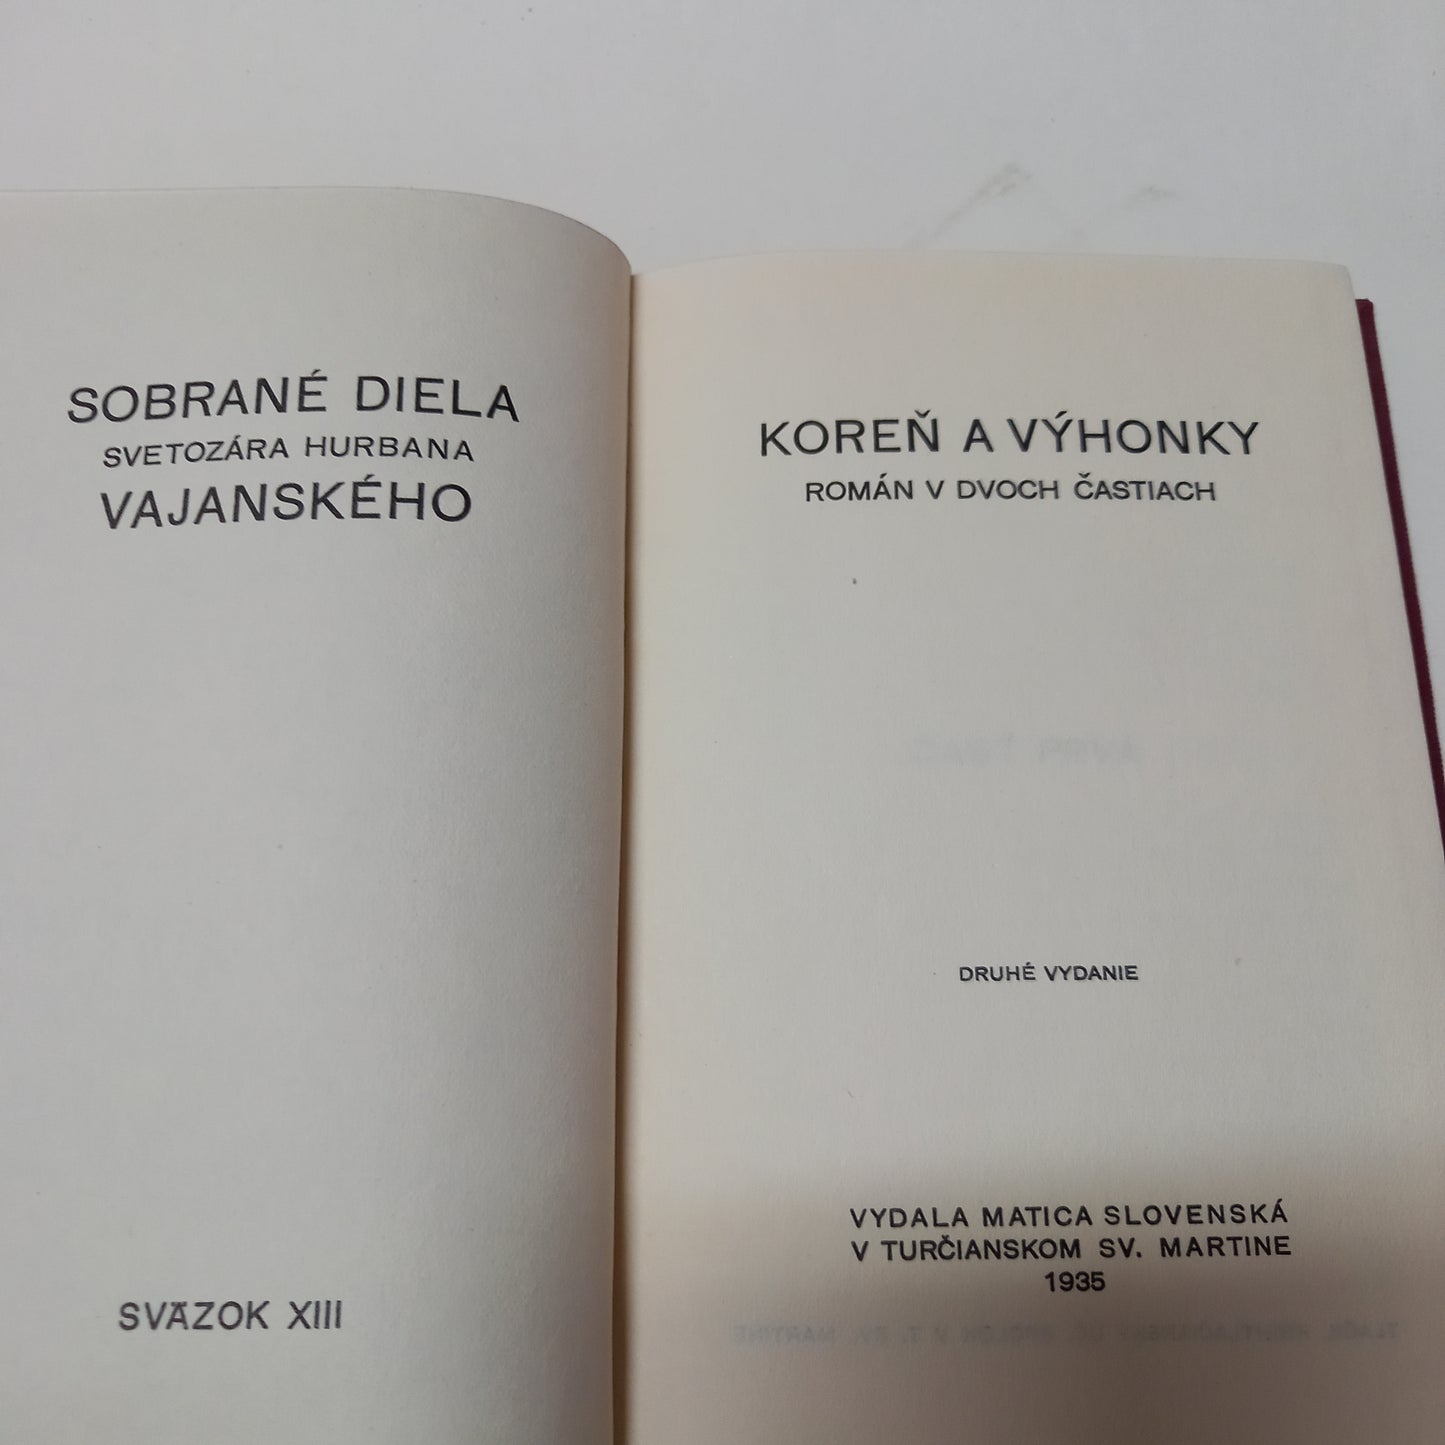 SOBRANÉ DIELA
SVETOZÁRA HURBANA
VAJANSKÉHO
SVÄZOK XIII
KOREŇ A VÝHONKY
ROMÁN V DVOCH ČASTIACH
DRUHÉ VYDANIE
VYDALA MATICA SLOVENSKÁ
V TURČIANSKOM SV. MARTINE
1935